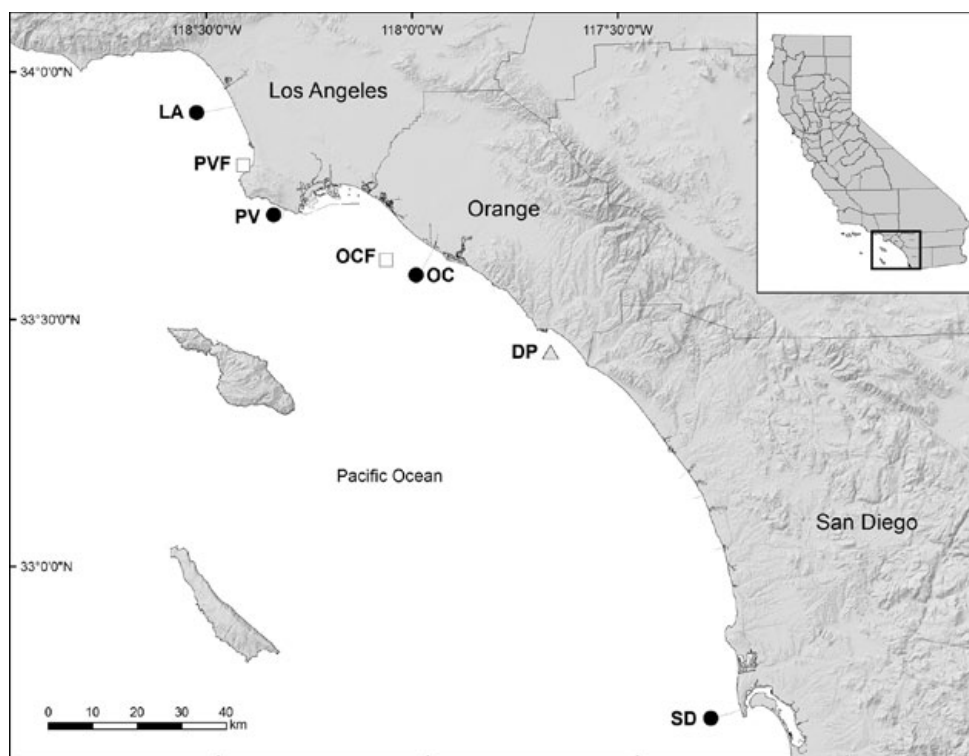 118°30'0"W
118°0'0"W
117°30'0"W
34°0'0"N
Los Angeles
LA
PVF
PV
Orange
OCF
OC
33°30'0"N
DP
Pacific Ocean
San Diego
33°0'0"N
0 10 20 30 40
km
SD